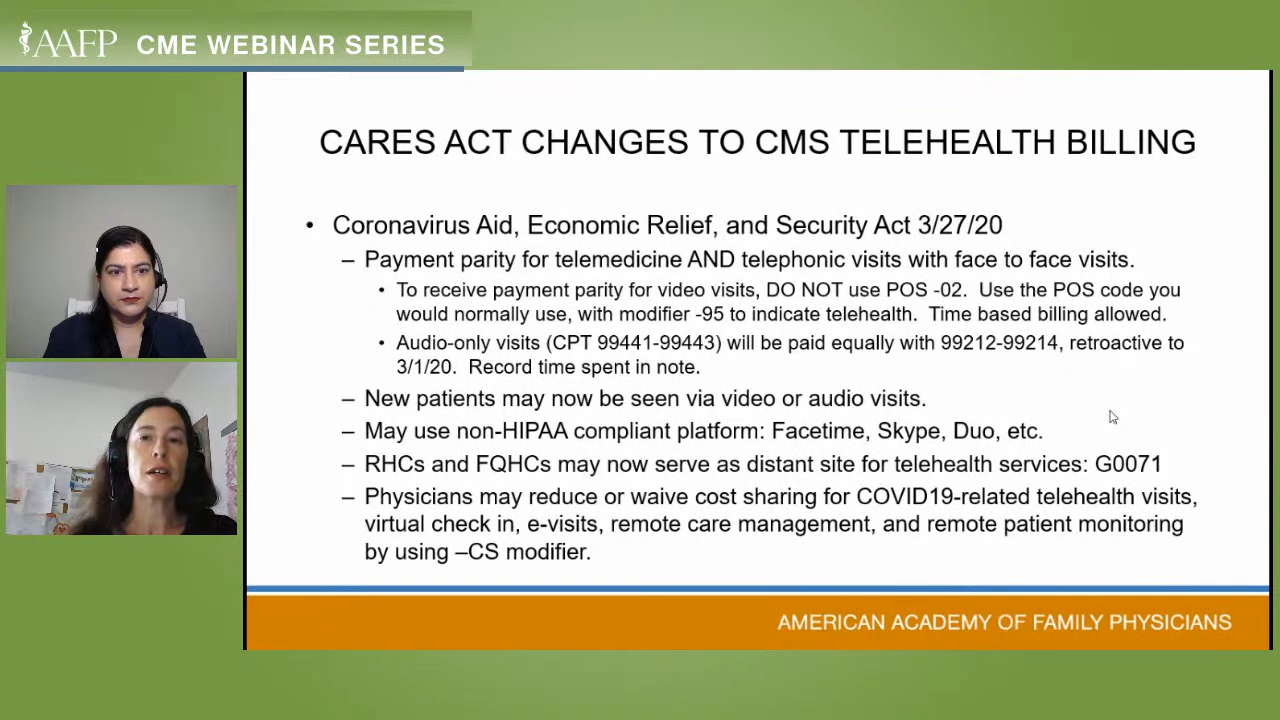 AAFP CME WEBINAR SERIES
CARES ACT CHANGES TO CMS TELEHEALTH BILLING
• Coronavirus Aid, Economic Relief, and Security Act 3/27/20
– Payment parity for telemedicine AND telephonic visits with face to face visits.
• To receive payment parity for video visits, DO NOT use POS -02. Use the POS code you
would normally use, with modifier -95 to indicate telehealth. Time based billing allowed.
• Audio-only visits (CPT 99441-99443) will be paid equally with 99212-99214, retroactive to
3/1/20. Record time spent in note.
– New patients may now be seen via video or audio visits.
– May use non-HIPAA compliant platform: Facetime, Skype, Duo, etc.
– RHCs and FQHCs may now serve as distant site for telehealth services: G0071
– Physicians may reduce or waive cost sharing for COVID19-related telehealth visits,
virtual check in, e-visits, remote care management, and remote patient monitoring
by using –CS modifier.
AMERICAN ACADEMY OF FAMILY PHYSICIANS